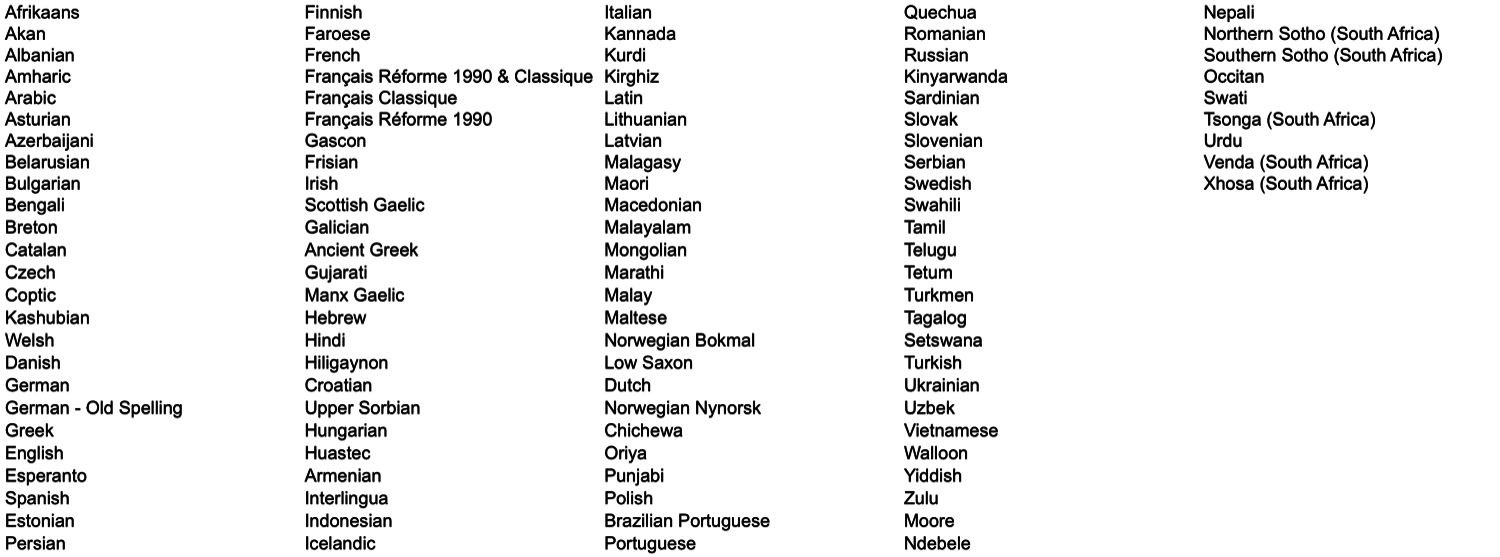 Afrikaans
Akan
Albanian
Amharic
Arabic
Asturian
Azerbaijani
Belarusian
Bulgarian
Bengali
Breton
Catalan
Czech
Coptic
Kashubian
Welsh
Danish
German
German - Old Spelling
Greek
English
Esperanto
Spanish
Estonian
Persian
Finnish
Faroese
French
Français Réforme 1990 & Classique
Français Classique
Français Réforme 1990
Gascon
Frisian
Irish
Scottish Gaelic
Galician
Ancient Greek
Gujarati
Manx Gaelic
Hebrew
Hindi
Hiligaynon
Croatian
Upper Sorbian
Hungarian
Huastec
Armenian
Interlingua
Indonesian
Icelandic
Italian
Kannada
Kurdi
Kirghiz
Latin
Lithuanian
Latvian
Malagasy
Maori
Macedonian
Malayalam
Mongolian
Marathi
Malay
Maltese
Norwegian Bokmal
Low Saxon
Dutch
Norwegian Nynorsk
Chichewa
Oriya
Punjabi
Polish
Brazilian Portuguese
Portuguese
Quechua
Romanian
Russian
Kinyarwanda
Sardinian
Slovak
Slovenian
Serbian
Swedish
Swahili
Tamil
Telugu
Tetum
Turkmen
Tagalog
Setswana
Turkish
Ukrainian
Uzbek
Vietnamese
Walloon
Yiddish
Zulu
Moore
Ndebele
Nepali
Northern Sotho (South Africa)
Southern Sotho (South Africa)
Occitan
Swati
Tsonga (South Africa)
Urdu
Venda (South Africa)
Xhosa (South Africa)